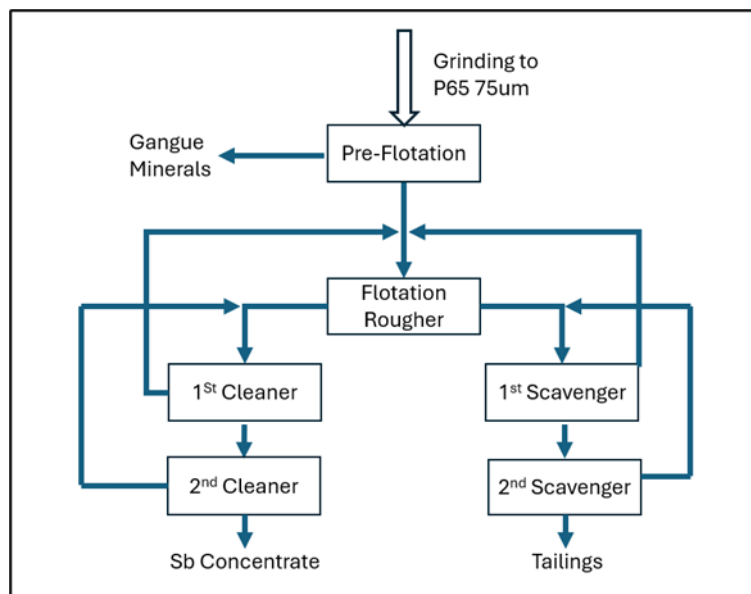 Grinding to
P65 75um
Pre-Flotation
Gangue
Minerals
Flotation
Rougher
1St Cleaner
1st Scavenger
2nd Cleaner
2nd Scavenger
Sb Concentrate
Tailings